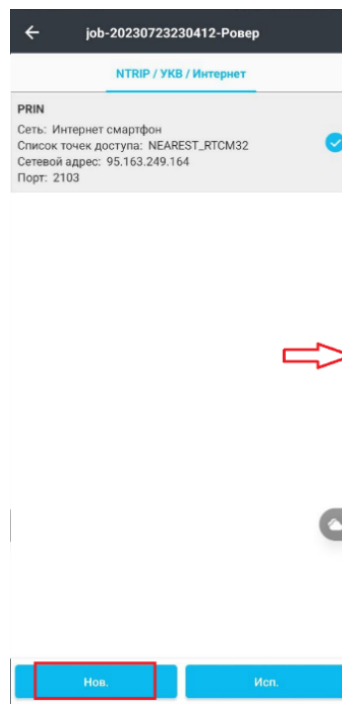 job-20230723230412-Ровер
NTRIP / УКВ / Интернет
PRIN
Сеть: Интернет смартфон
Список точек доступа: NEAREST_RTCM32
Сетевой адрес: 95.163.249.164
Порт: 2103
Нов. Исп.